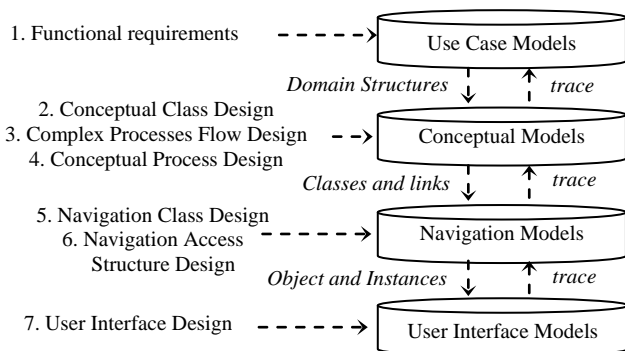 1. Functional requirements
Use Case Models
Domain Structures
trace
2. Conceptual Class Design
3. Complex Processes Flow Design
4. Conceptual Process Design
Conceptual Models
Classes and links
trace
5. Navigation Class Design
6. Navigation Access
Structure Design
Navigation Models
Object and Instances
trace
7. User Interface Design
User Interface Models